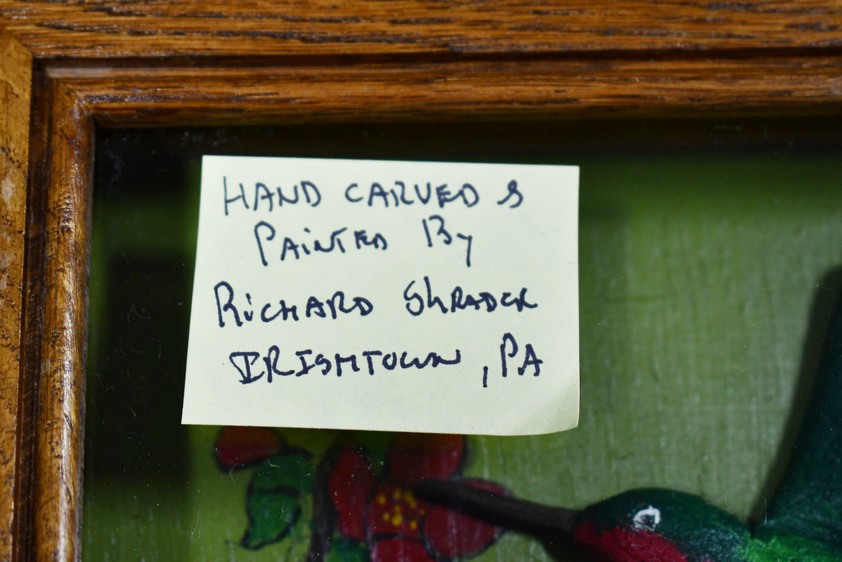 HAND CARVED &
PAiNTED By
RiCHARD SHRADER
IRISHTOWN, PA